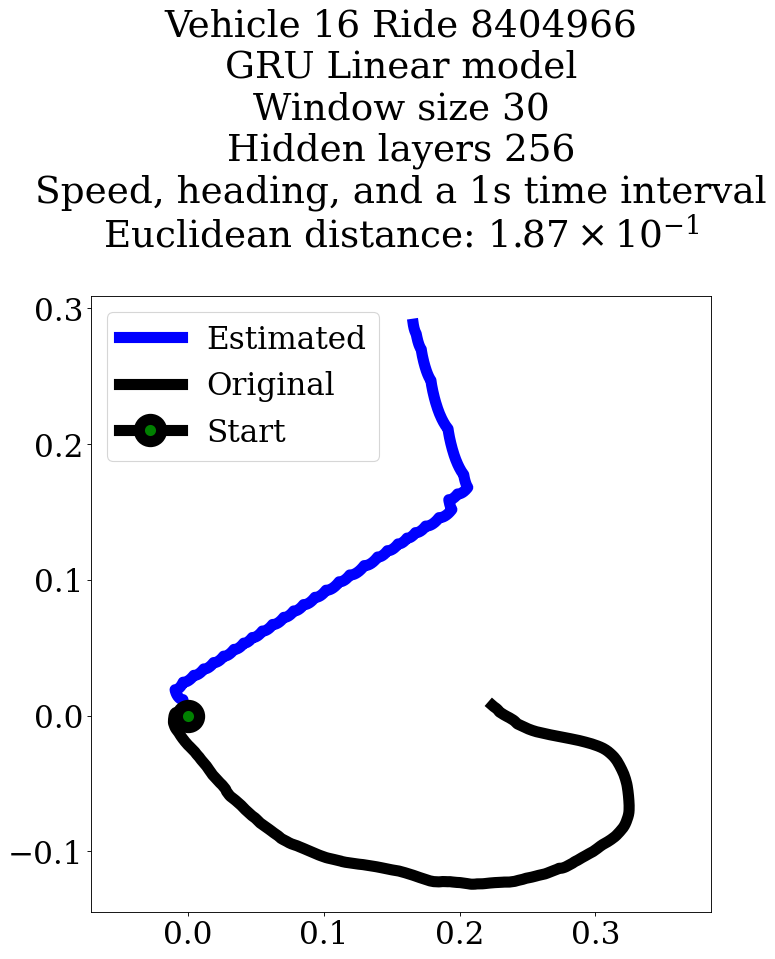 Vehicle 16 Ride 8404966
GRU Linear model
Window size 30
Hidden layers 256
Speed, heading, and a 1s time interval
Euclidean distance: 1.87 × 10⁻¹
0.3
0.2
0.1
0.0
−0.1
Estimated
Original
Start
0.0 0.1 0.2 0.3